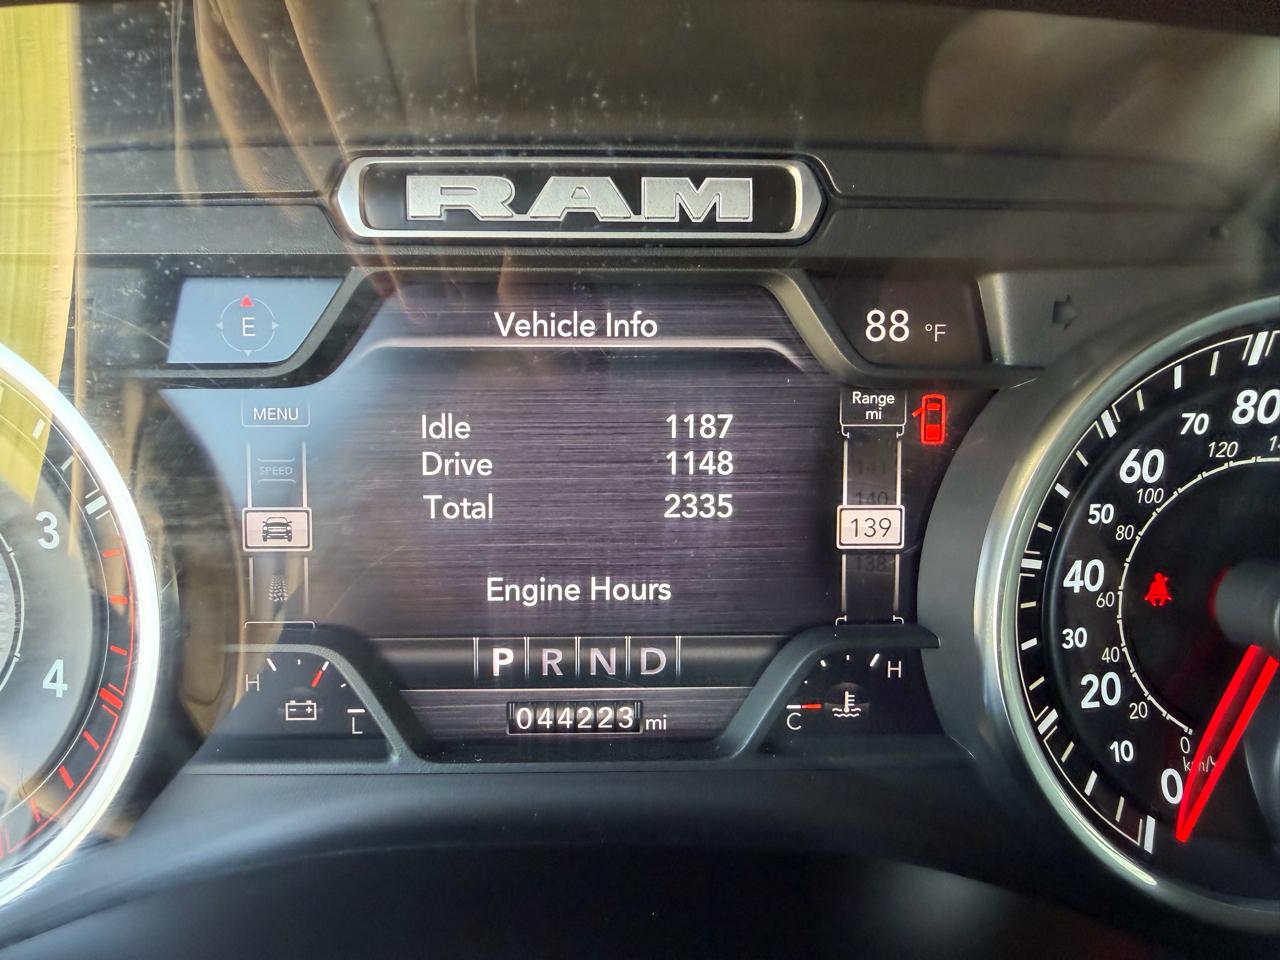 RAM
E
Vehicle Info
88 °F
MENU
Idle 1187
Drive 1148
Total 2335
Engine Hours
SPEED
Range
mi
141
140
139
138
P R N D
044223 mi
H
L
C
H
3
4
80
70
60
50
40
30
20
10
0
120
100
80
60
40
20
0